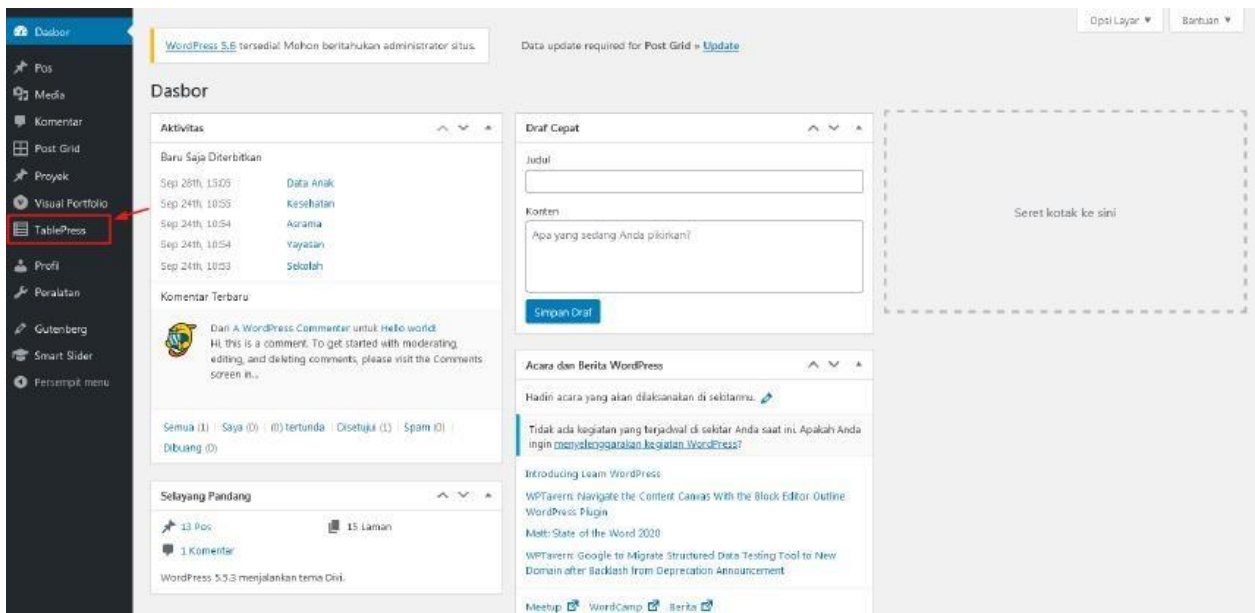 Opsi Layar ▼
Bantuan ▼
Dasbor
Pos
Media
Komentar
Post Grid
Proyek
Visual Portfolio
TablePress
Profil
Peralatan
Gutenberg
Smart Slider
Persempit menu
WordPress 5.6 tersedia! Mohon beritahukan administrator situs.
Data update required for Post Grid » Update
Dasbor
Aktivitas
Baru Saja Diterbitkan
Sep 28th, 15:05 Data Anak
Sep 24th, 10:55 Kesehatan
Sep 24th, 10:54 Asrama
Sep 24th, 10:54 Yayasan
Sep 24th, 10:53 Sekolah
Komentar Terbaru
Dari A WordPress Commenter untuk Hello world!
Hi, this is a comment. To get started with moderating,
editing, and deleting comments, please visit the Comments
screen in…
Semua (1) | Saya (0) | (0) tertunda | Disetujui (1) | Spam (0) |
Dibuang (0)
Selayang Pandang
13 Pos
15 Laman
1 Komentar
WordPress 5.5.3 menjalankan tema Divi.
Draf Cepat
Judul
Konten
Apa yang sedang Anda pikirkan?
Simpan Draf
Acara dan Berita WordPress
Hadiri acara yang akan dilaksanakan di sekitarmu.
Tidak ada kegiatan yang terjadwal di sekitar Anda saat ini. Apakah Anda
ingin menyelenggarakan kegiatan WordPress?
Introducing Learn WordPress
WPTavern: Navigate the Content Canvas With the Block Editor Outline
WordPress Plugin
Matt: State of the Word 2020
WPTavern: Google to Migrate Structured Data Testing Tool to New
Domain after Backlash from Deprecation Announcement
Meetup
WordCamp
Berita
Seret kotak ke sini